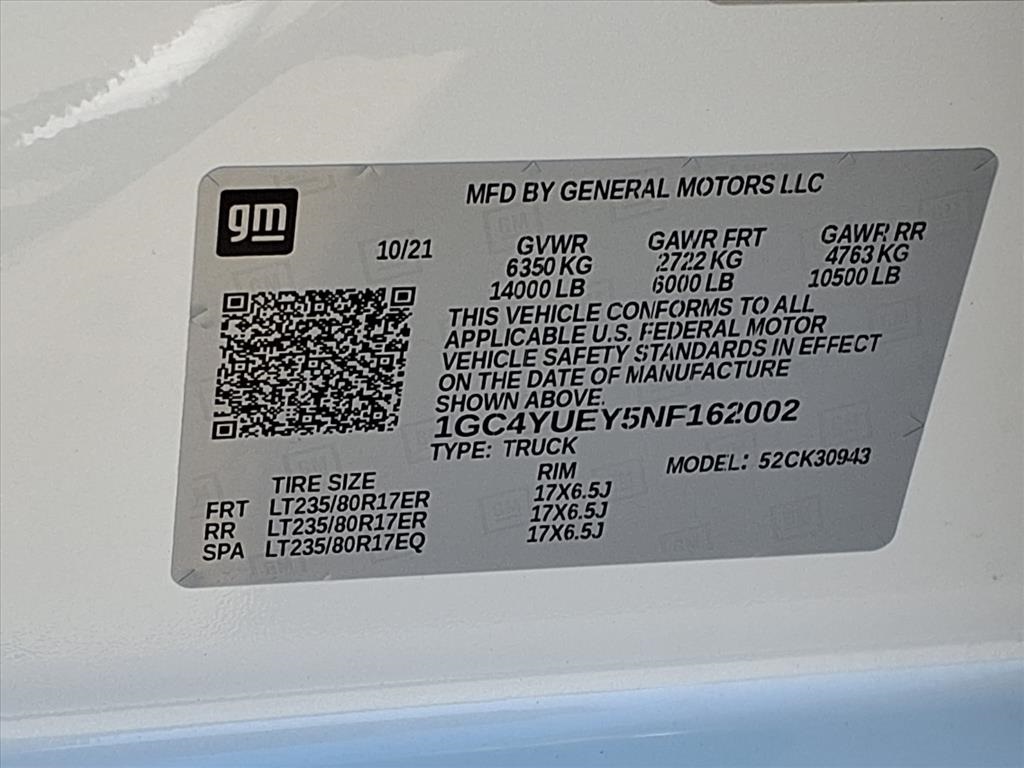 gm
MFD BY GENERAL MOTORS LLC
10/21 GVWR GAWR FRT GAWR RR
6350 KG 2722 KG 4763 KG
14000 LB 6000 LB 10500 LB
THIS VEHICLE CONFORMS TO ALL
APPLICABLE U.S. FEDERAL MOTOR
VEHICLE SAFETY STANDARDS IN EFFECT
ON THE DATE OF MANUFACTURE
SHOWN ABOVE.
1GC4YUEY5NF162002
TYPE: TRUCK MODEL: 52CK30943
TIRE SIZE RIM
FRT LT235/80R17ER 17X6.5J
RR LT235/80R17ER 17X6.5J
SPA LT235/80R17EQ 17X6.5J